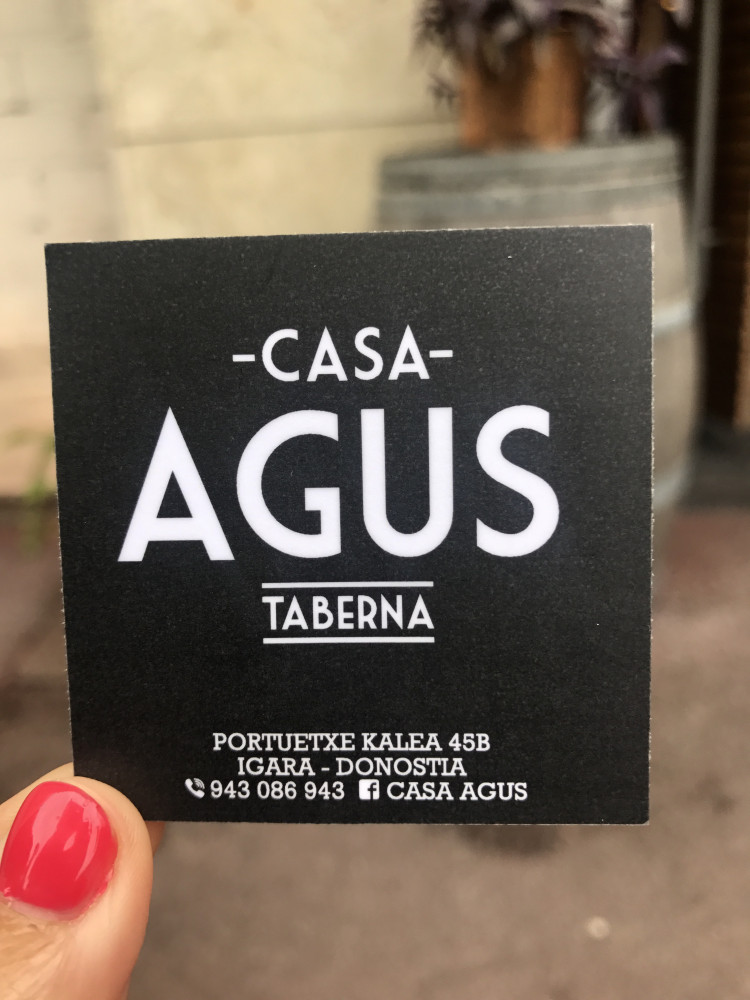 -CASA-
AGUS
TABERNA
PORTUETXE KALEA 45B
IGARA - DONOSTIA
943 086 943 CASA AGUS